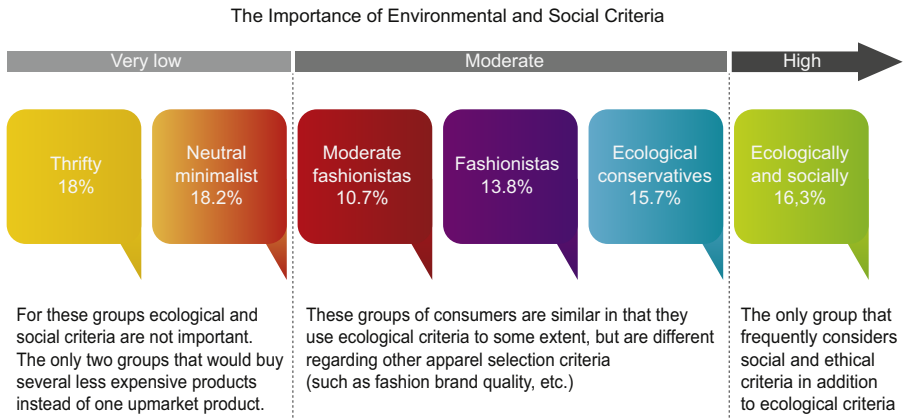 The Importance of Environmental and Social Criteria
Very low
Moderate
High
Thrifty
18%
Neutral
minimalist
18.2%
Moderate
fashionistas
10.7%
Fashionistas
13.8%
Ecological
conservatives
15.7%
Ecologically
and socially
16,3%
For these groups ecological and
social criteria are not important.
The only two groups that would buy
several less expensive products
instead of one upmarket product.
These groups of consumers are similar in that they
use ecological criteria to some extent, but are different
regarding other apparel selection criteria
(such as fashion brand quality, etc.)
The only group that
frequently considers
social and ethical
criteria in addition
to ecological criteria